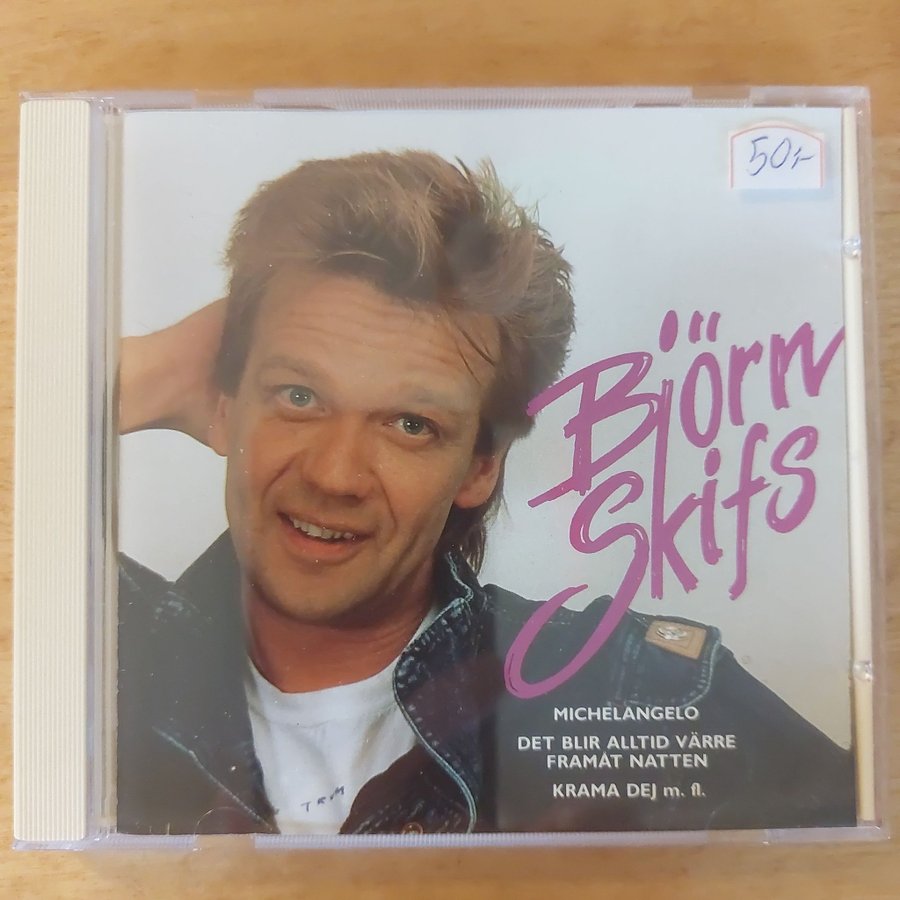 50:-
Björn
Skifs
MICHELANGELO
DET BLIR ALLTID VÄRRE
FRAMÅT NATTEN
KRAMA DEJ m. fl.